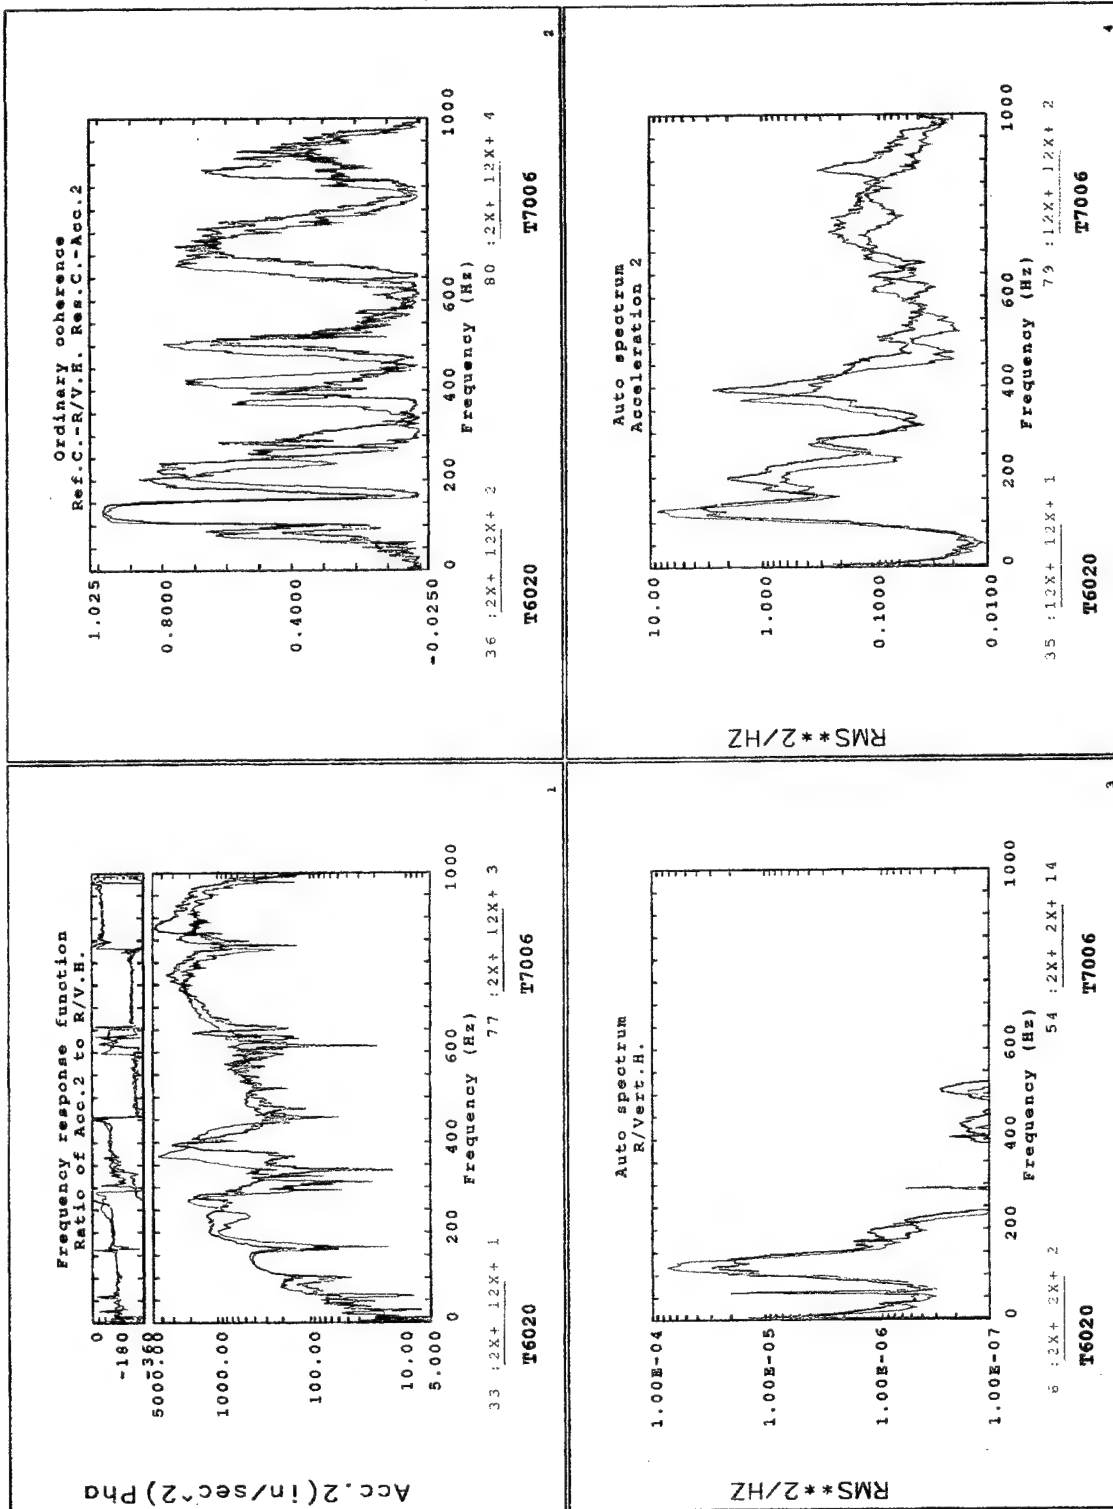 Frequency response function
Ratio of Acc.2 to R/V.H.
0
-180
-360
5000.00
1000.00
100.00
10.00
5.000
Acc.2(in/sec^2) Pha
0 200 400 600 1000
Frequency (Hz)
33 :2X+ 12X+ 1 77 :2X+ 12X+ 3
T6020 T7006
1
Ordinary coherence
Ref.C.-R/V.H. Res.C.-Acc.2
1.025
0.8000
0.4000
-0.0250
0 200 400 600 1000
Frequency (Hz)
36 :2X+ 12X+ 2 80 :2X+ 12X+ 4
T6020 T7006
2
Auto spectrum
R/Vert.H.
1.00E-04
1.00E-05
1.00E-06
1.00E-07
RMS**2/HZ
0 200 400 600 1000
Frequency (Hz)
6 :2X+ 2X+ 2 54 :2X+ 2X+ 14
T6020 T7006
3
Auto spectrum
Acceleration 2
10.00
1.000
0.1000
0.0100
RMS**2/HZ
0 200 400 600 1000
Frequency (Hz)
35 :12X+ 12X+ 1 79 :12X+ 12X+ 2
T6020 T7006
4